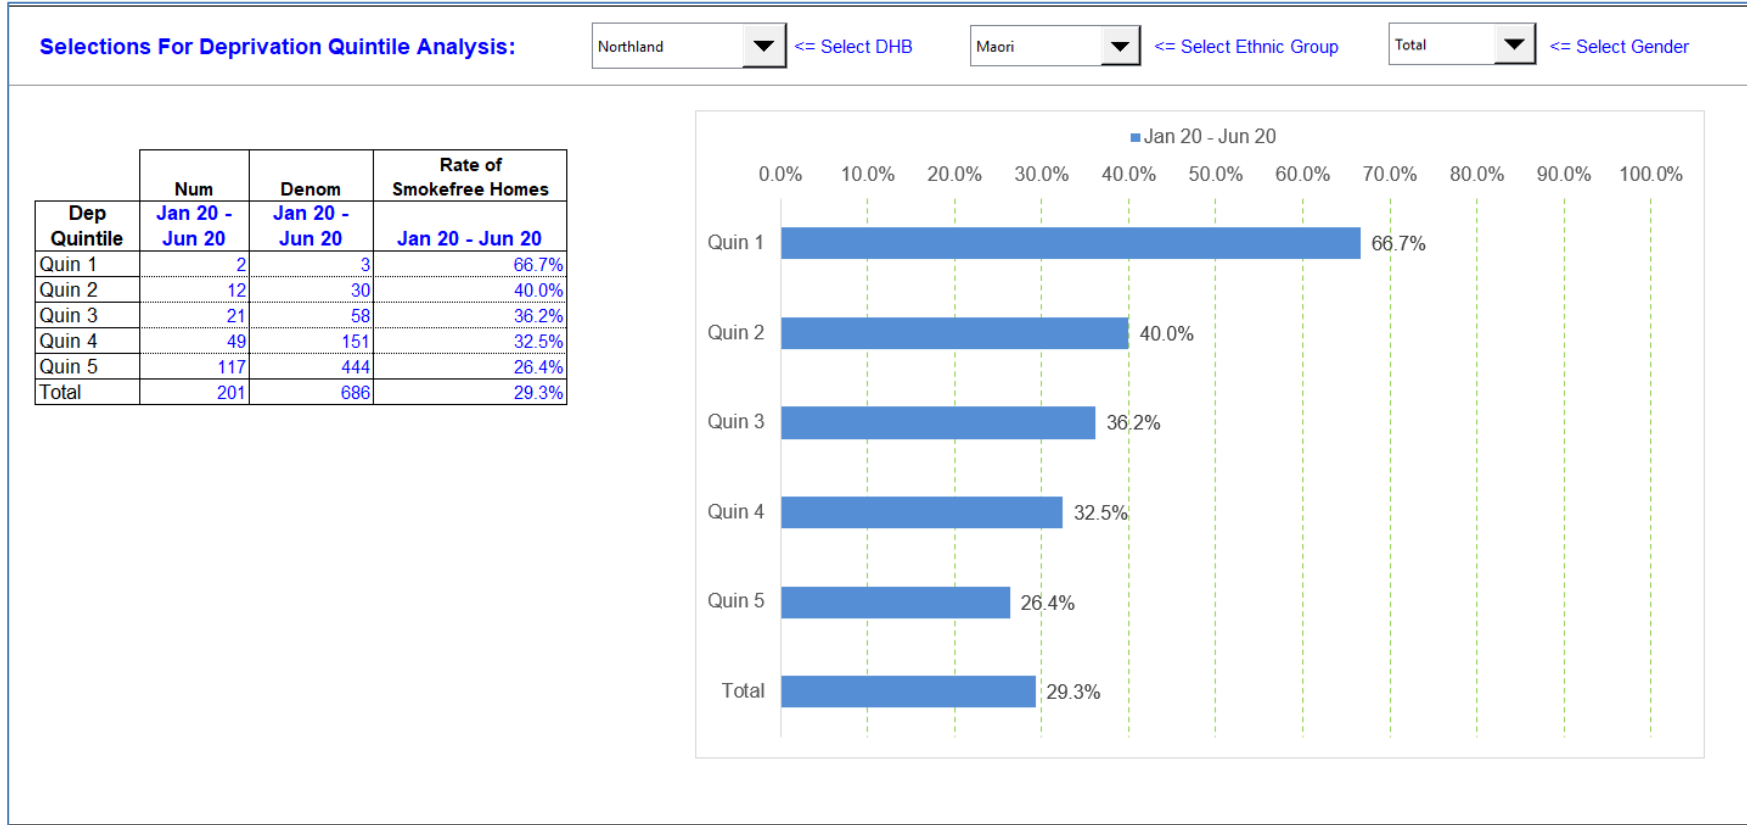 Selections For Deprivation Quintile Analysis:
Northland
<= Select DHB
Maori
<= Select Ethnic Group
Total
<= Select Gender
Num Denom Rate of Smokefree Homes
Dep Quintile Jan 20 - Jun 20 Jan 20 - Jun 20 Jan 20 - Jun 20
Quin 1 2 3 66.7%
Quin 2 12 30 40.0%
Quin 3 21 58 36.2%
Quin 4 49 151 32.5%
Quin 5 117 444 26.4%
Total 201 686 29.3%
Jan 20 - Jun 20
0.0% 10.0% 20.0% 30.0% 40.0% 50.0% 60.0% 70.0% 80.0% 90.0% 100.0%
Quin 1 66.7%
Quin 2 40.0%
Quin 3 36.2%
Quin 4 32.5%
Quin 5 26.4%
Total 29.3%